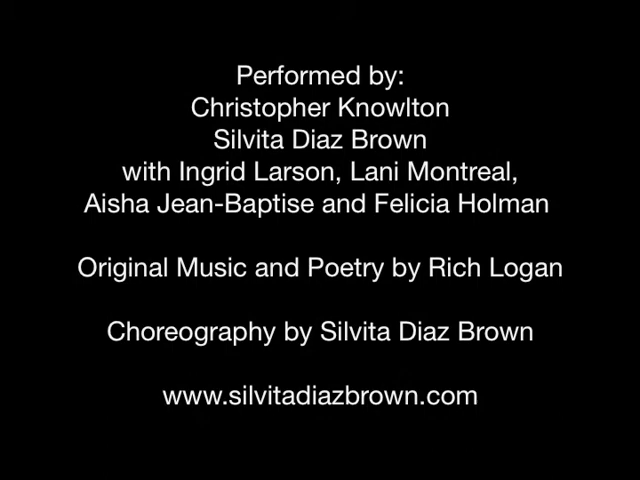 Performed by:
Christopher Knowlton
Silvita Diaz Brown
with Ingrid Larson, Lani Montreal,
Aisha Jean-Baptise and Felicia Holman
Original Music and Poetry by Rich Logan
Choreography by Silvita Diaz Brown
www.silvitadiazbrown.com